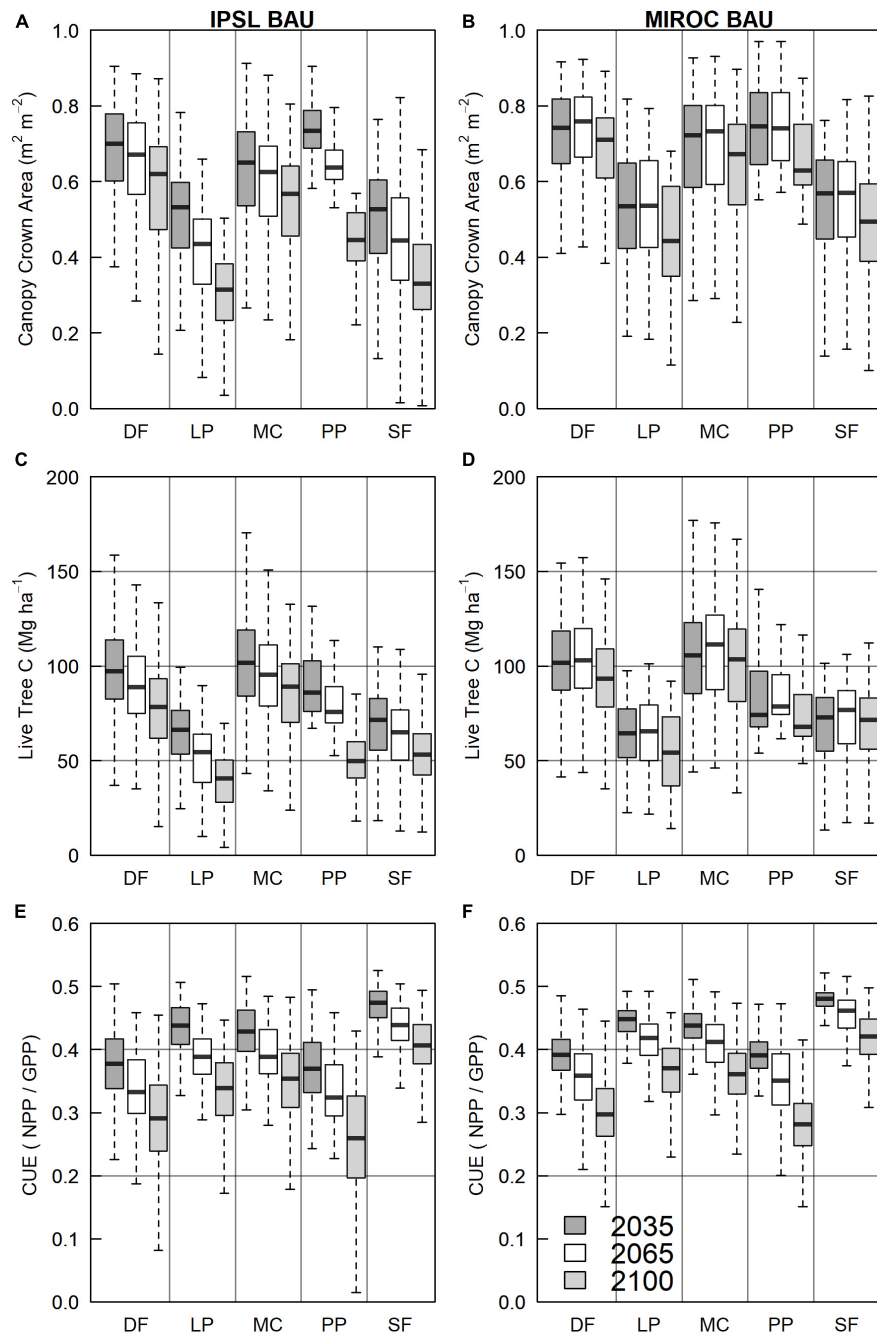 A IPSL BAU
B MIROC BAU
Canopy Crown Area (m² m⁻²)
1.0
0.8
0.6
0.4
0.2
0.0
DF LP MC PP SF
Canopy Crown Area (m² m⁻²)
1.0
0.8
0.6
0.4
0.2
0.0
DF LP MC PP SF
C
Live Tree C (Mg ha⁻¹)
200
150
100
50
0
DF LP MC PP SF
D
Live Tree C (Mg ha⁻¹)
200
150
100
50
0
DF LP MC PP SF
E
CUE ( NPP / GPP)
0.6
0.5
0.4
0.3
0.2
0.1
0.0
DF LP MC PP SF
F
CUE ( NPP / GPP)
0.6
0.5
0.4
0.3
0.2
0.1
0.0
2035
2065
2100
DF LP MC PP SF